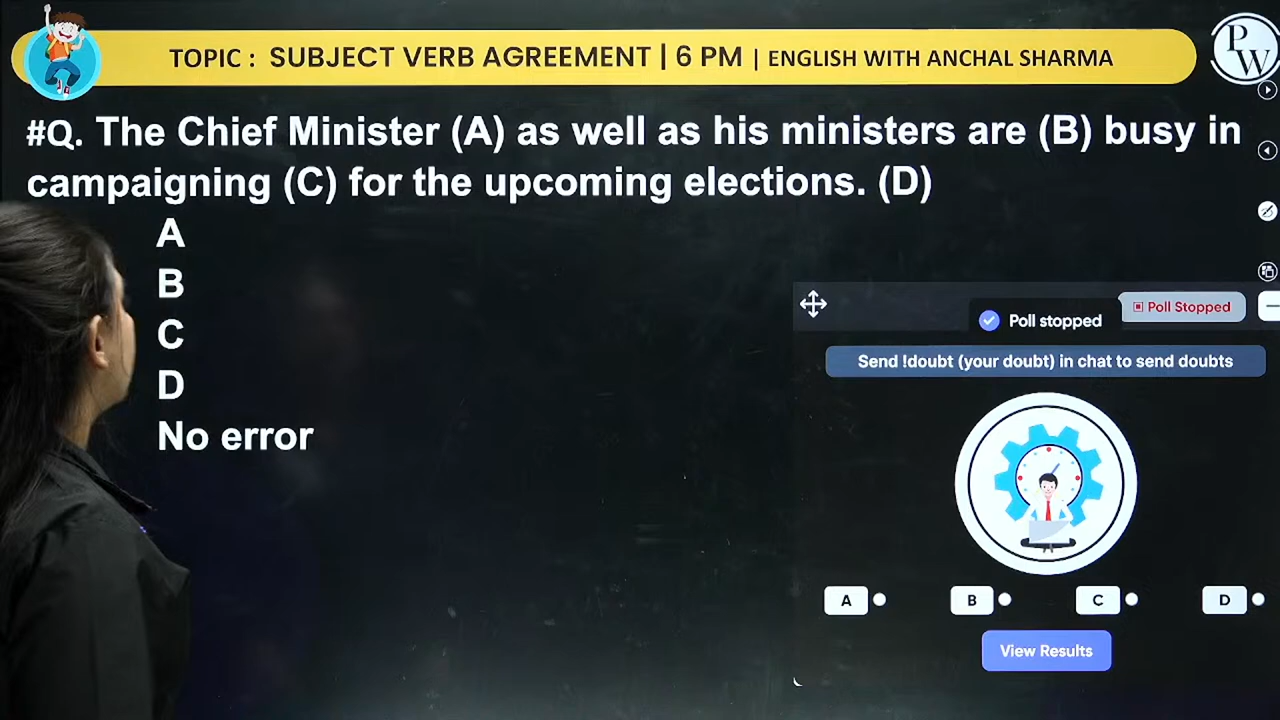 TOPIC : SUBJECT VERB AGREEMENT | 6 PM | ENGLISH WITH ANCHAL SHARMA
P
W
#Q. The Chief Minister (A) as well as his ministers are (B) busy in
campaigning (C) for the upcoming elections. (D)
A
B
C
D
No error
Poll stopped
Poll Stopped
Send !doubt (your doubt) in chat to send doubts
A
B
C
D
View Results